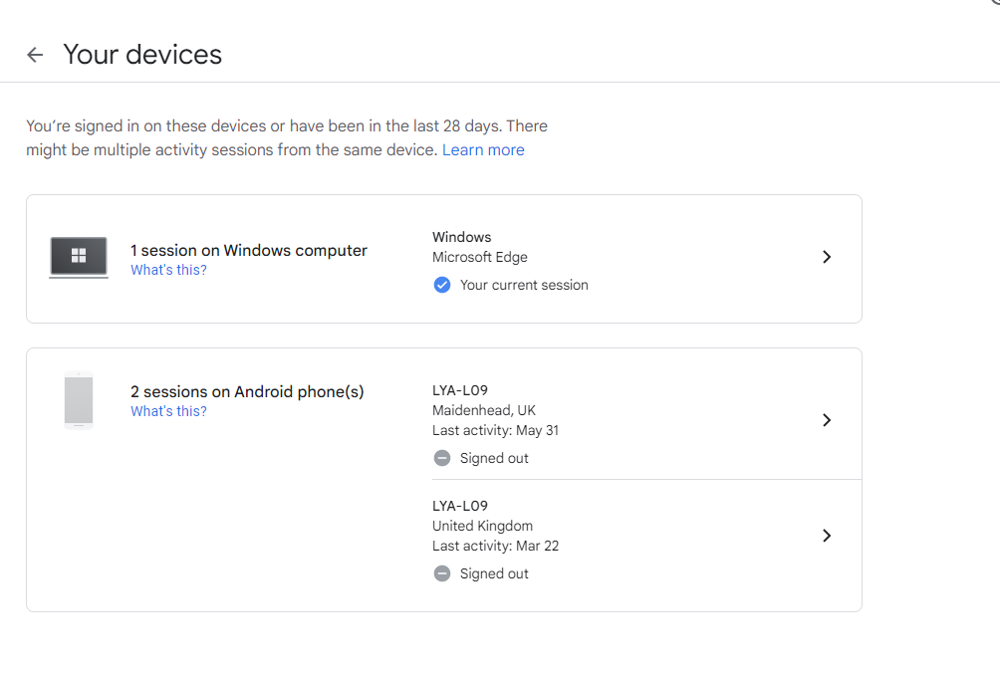 Your devices
You’re signed in on these devices or have been in the last 28 days. There
might be multiple activity sessions from the same device. Learn more
1 session on Windows computer
What's this?
Windows
Microsoft Edge
Your current session
2 sessions on Android phone(s)
What's this?
LYA-L09
Maidenhead, UK
Last activity: May 31
Signed out
LYA-L09
United Kingdom
Last activity: Mar 22
Signed out